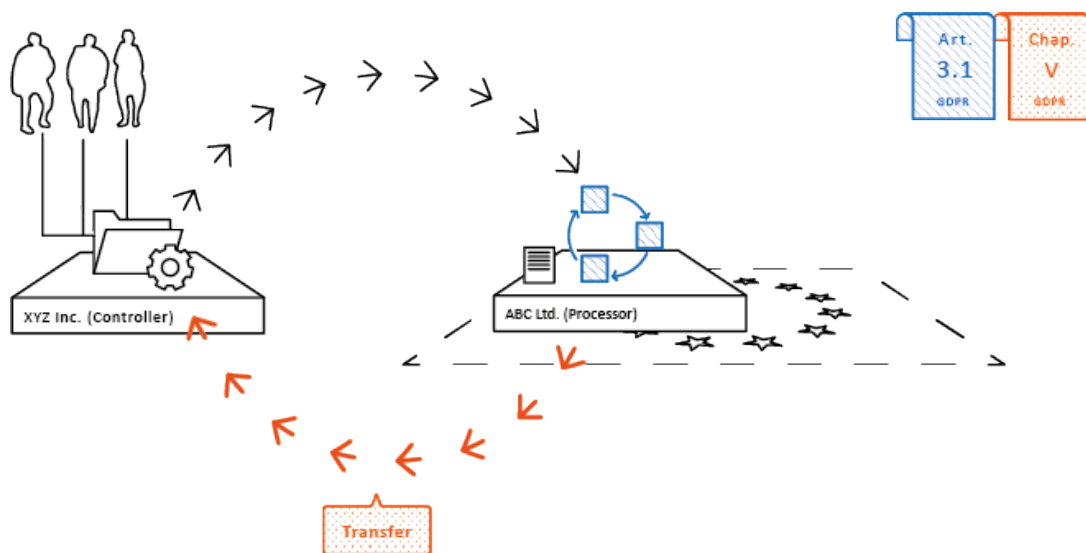 Art.
3.1
GDPR
Chap.
V
GDPR
XYZ Inc. (Controller)
ABC Ltd. (Processor)
Transfer